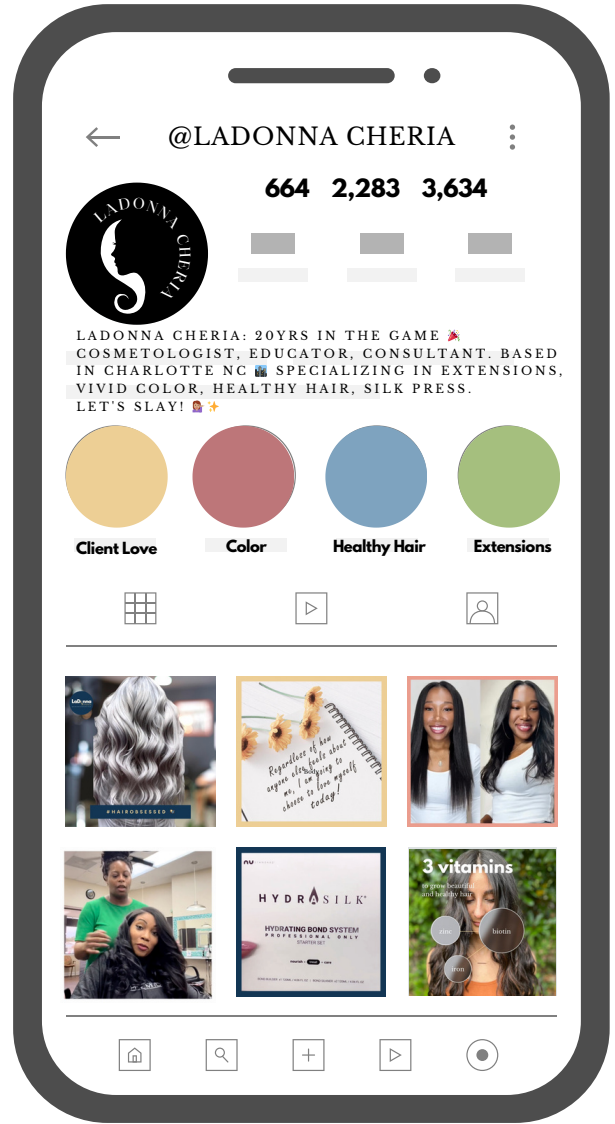 @LADONNA CHERIA
664 2,283 3,634
LADONNA CHERIA
LADONNA CHERIA: 20YRS IN THE GAME 🎉
COSMETOLOGIST, EDUCATOR, CONSULTANT. BASED
IN CHARLOTTE NC 🏙️ SPECIALIZING IN EXTENSIONS,
VIVID COLOR, HEALTHY HAIR, SILK PRESS.
LET'S SLAY! 💇🏽‍♀️✨
Client Love Color Healthy Hair Extensions
LaDonna
#HAIROBSESSED
Regardless of how
anyone else feels about
me, I am going to
choose to love myself
today!
nu
HYDRASILK
HYDRATING BOND SYSTEM
PROFESSIONAL ONLY
STARTER SET
3 vitamins
to grow beautiful
and healthy hair
zinc
biotin
iron